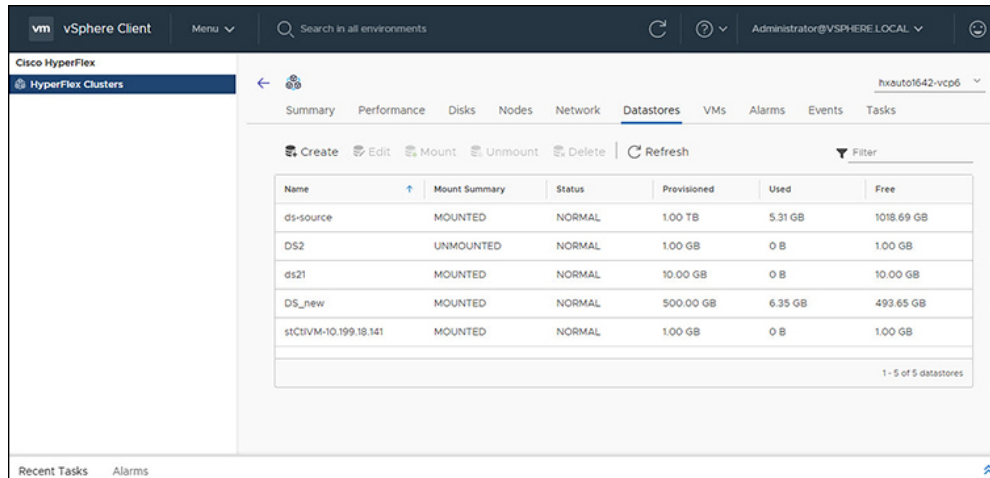 vm vSphere Client Menu Search in all environments Administrator@VSPHERE.LOCAL
Cisco HyperFlex
HyperFlex Clusters
hxauto1642-vcp6
Summary Performance Disks Nodes Network Datastores VMs Alarms Events Tasks
Create Edit Mount Unmount Delete Refresh Filter
Name Mount Summary Status Provisioned Used Free
ds-source MOUNTED NORMAL 1.00 TB 5.31 GB 1018.69 GB
DS2 UNMOUNTED NORMAL 1.00 GB 0 B 1.00 GB
ds21 MOUNTED NORMAL 10.00 GB 0 B 10.00 GB
DS_new MOUNTED NORMAL 500.00 GB 6.35 GB 493.65 GB
stCtlVM-10.199.18.141 MOUNTED NORMAL 1.00 GB 0 B 1.00 GB
1 - 5 of 5 datastores
Recent Tasks Alarms